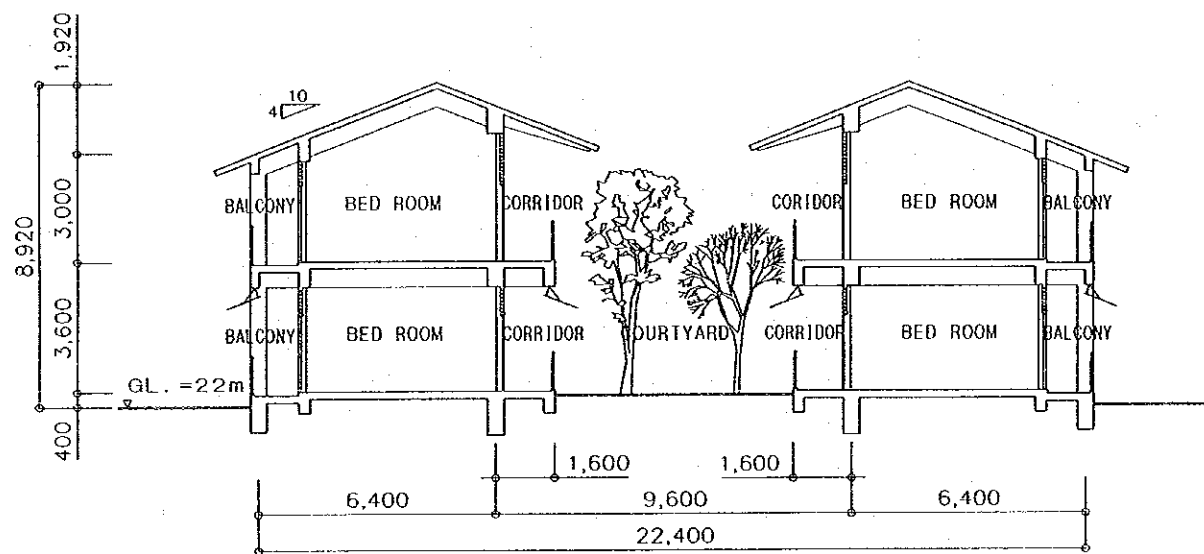 1,920
10
4
BALCONY BED ROOM CORRIDOR CORIDOR BED ROOM BALCONY
3,000
8,920
3,600
BALCONY BED ROOM CORRIDOR COURTYARD CORRIDOR BED ROOM BALCONY
GL. =22m
400
1,600 1,600
6,400 9,600 6,400
22,400